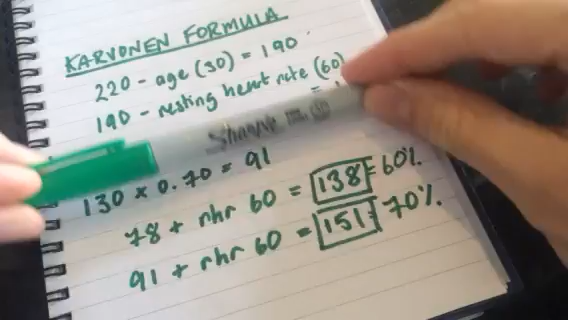 KARVONEN FORMULA
220 - age (30) = 190
190 - resting heart rate (60)
=
Sharpie
130 x 0.70 = 91
78 + rhr 60 = 138 = 60%
91 + rhr 60 = 151 = 70%